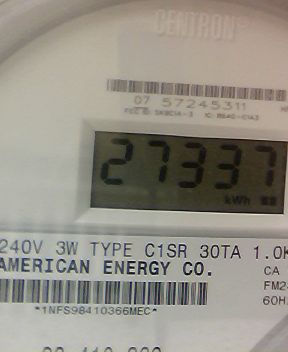 CENTRON
07 57245311
27337
kWh
240V 3W TYPE C1SR 30TA 1.0K
AMERICAN ENERGY CO.
CA
FM2
60H
*1NFS98410366MEC*